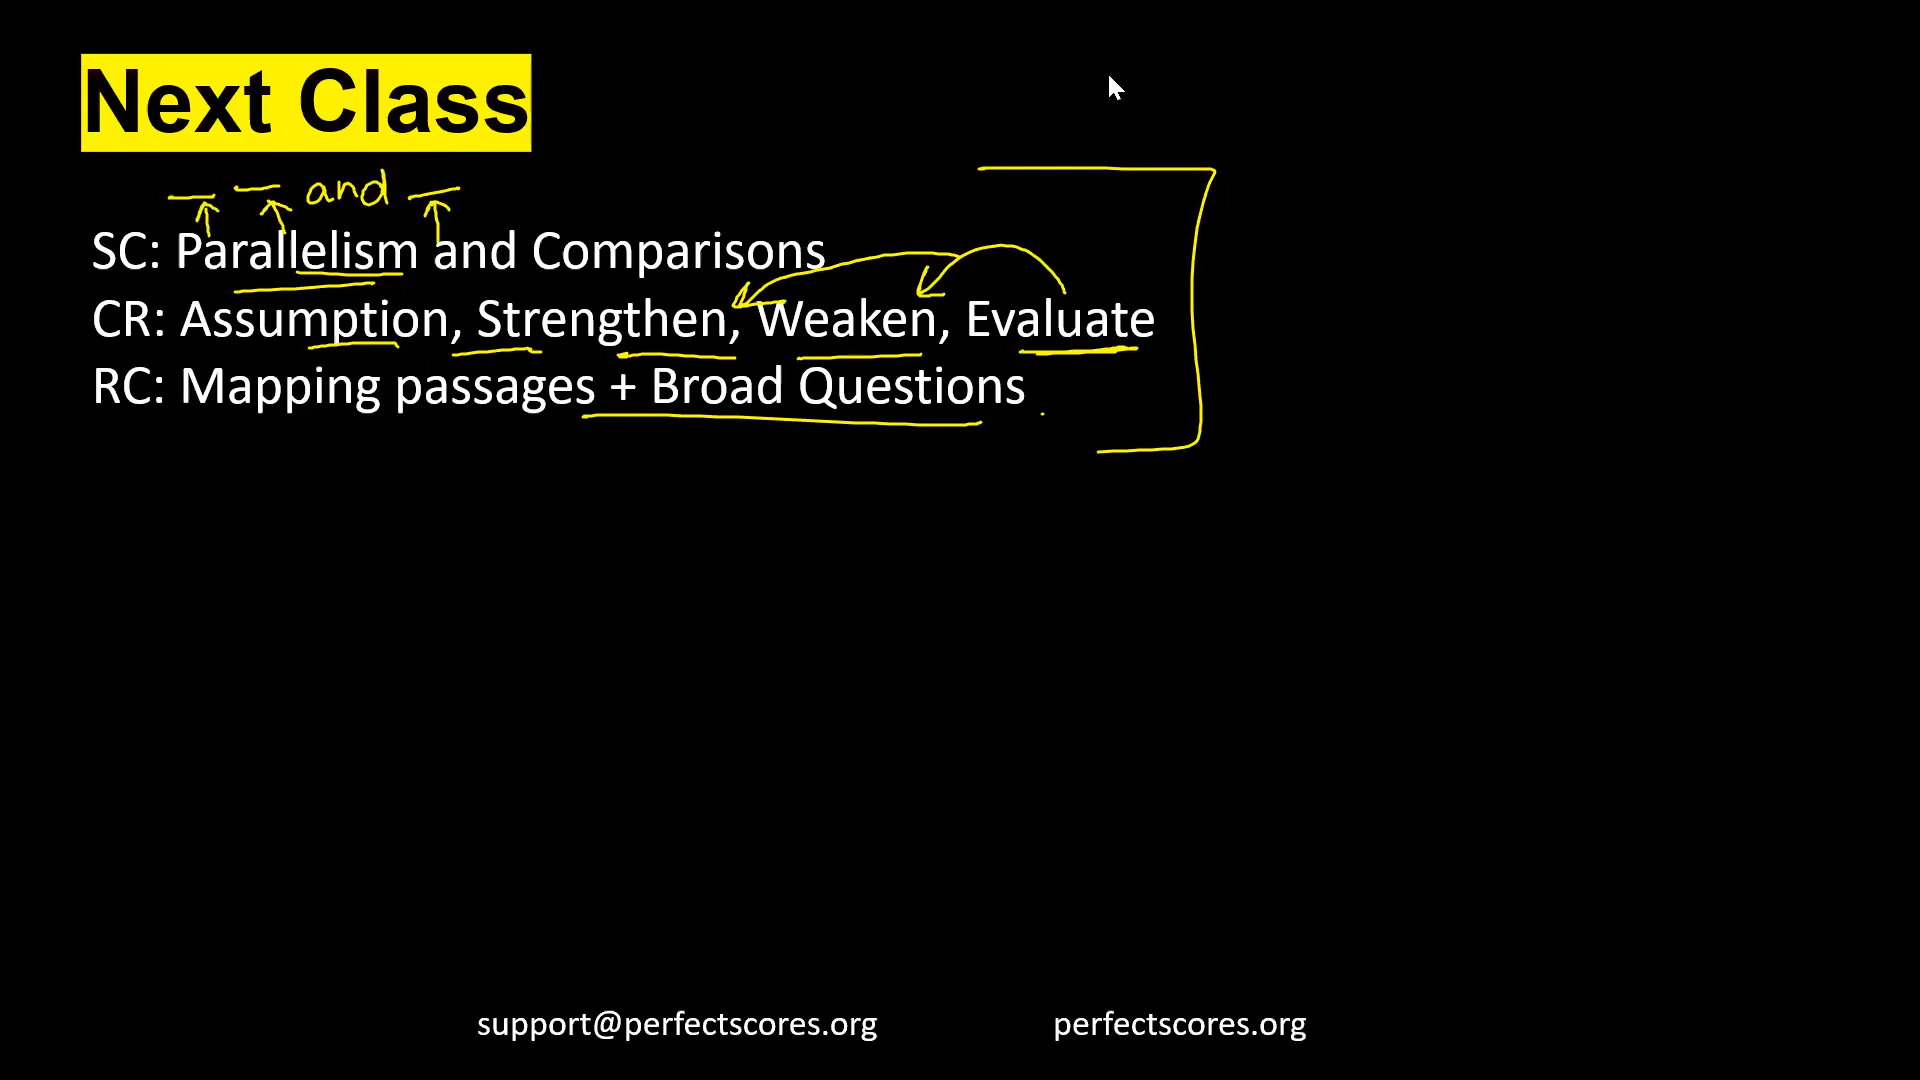 Next Class
and
SC: Parallelism and Comparisons
CR: Assumption, Strengthen, Weaken, Evaluate
RC: Mapping passages + Broad Questions
support@perfectscores.org perfectscores.org